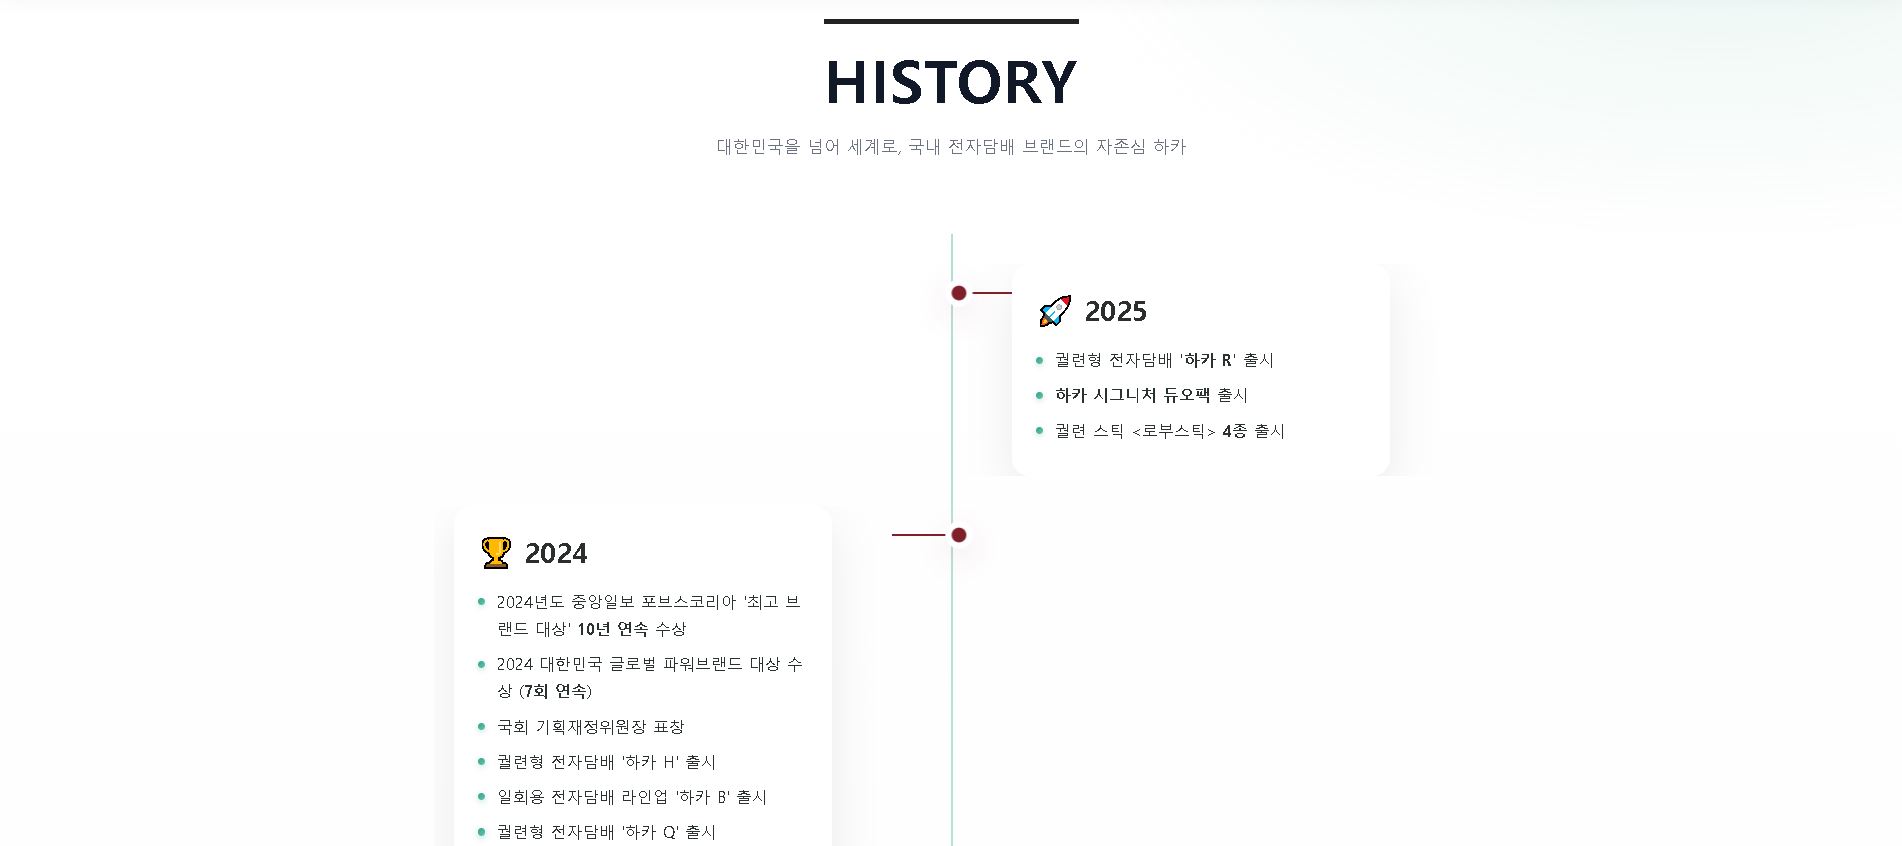 HISTORY
대한민국을 넘어 세계로, 국내 전자담배 브랜드의 자존심 하카
2025
궐련형 전자담배 '하카 R' 출시
하카 시그니처 듀오팩 출시
궐련 스틱 <로부스틱> 4종 출시
2024
2024년도 중앙일보 포브스코리아 '최고 브
랜드 대상' 10년 연속 수상
2024 대한민국 글로벌 파워브랜드 대상 수
상 (7회 연속)
국회 기획재정위원장 표창
궐련형 전자담배 '하카 H' 출시
일회용 전자담배 라인업 '하카 B' 출시
궐련형 전자담배 '하카 Q' 출시